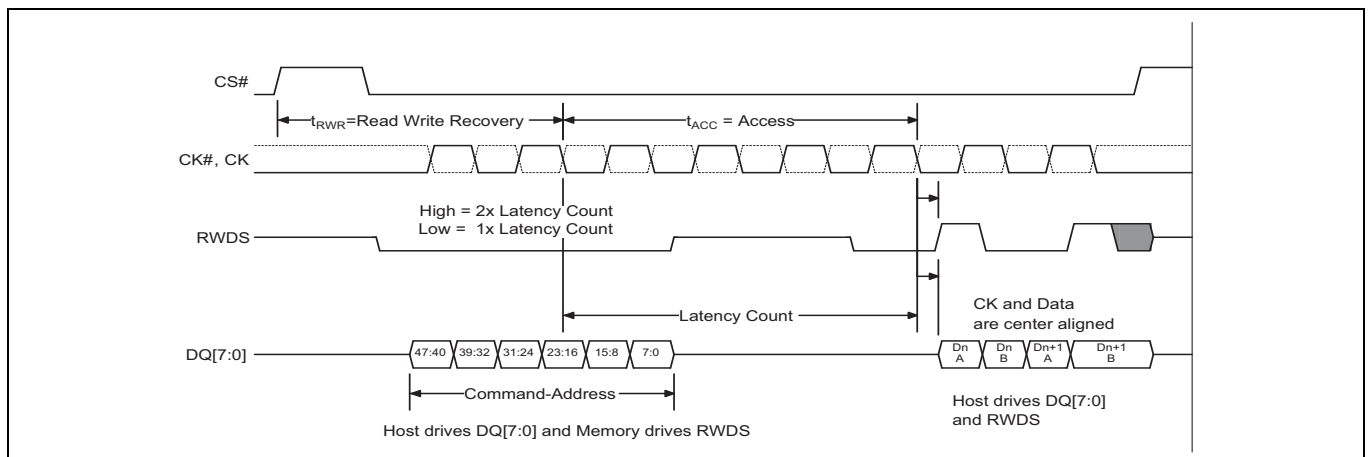 CS#
tRWR=Read Write Recovery
tACC = Access
CK#, CK
High = 2x Latency Count
Low = 1x Latency Count
RWDS
Latency Count
CK and Data
are center aligned
DQ[7:0]
47:40 39:32 31:24 23:16 15:8 7:0
Dn A
Dn B
Dn+1 A
Dn+1 B
Command-Address
Host drives DQ[7:0]
and RWDS
Host drives DQ[7:0] and Memory drives RWDS